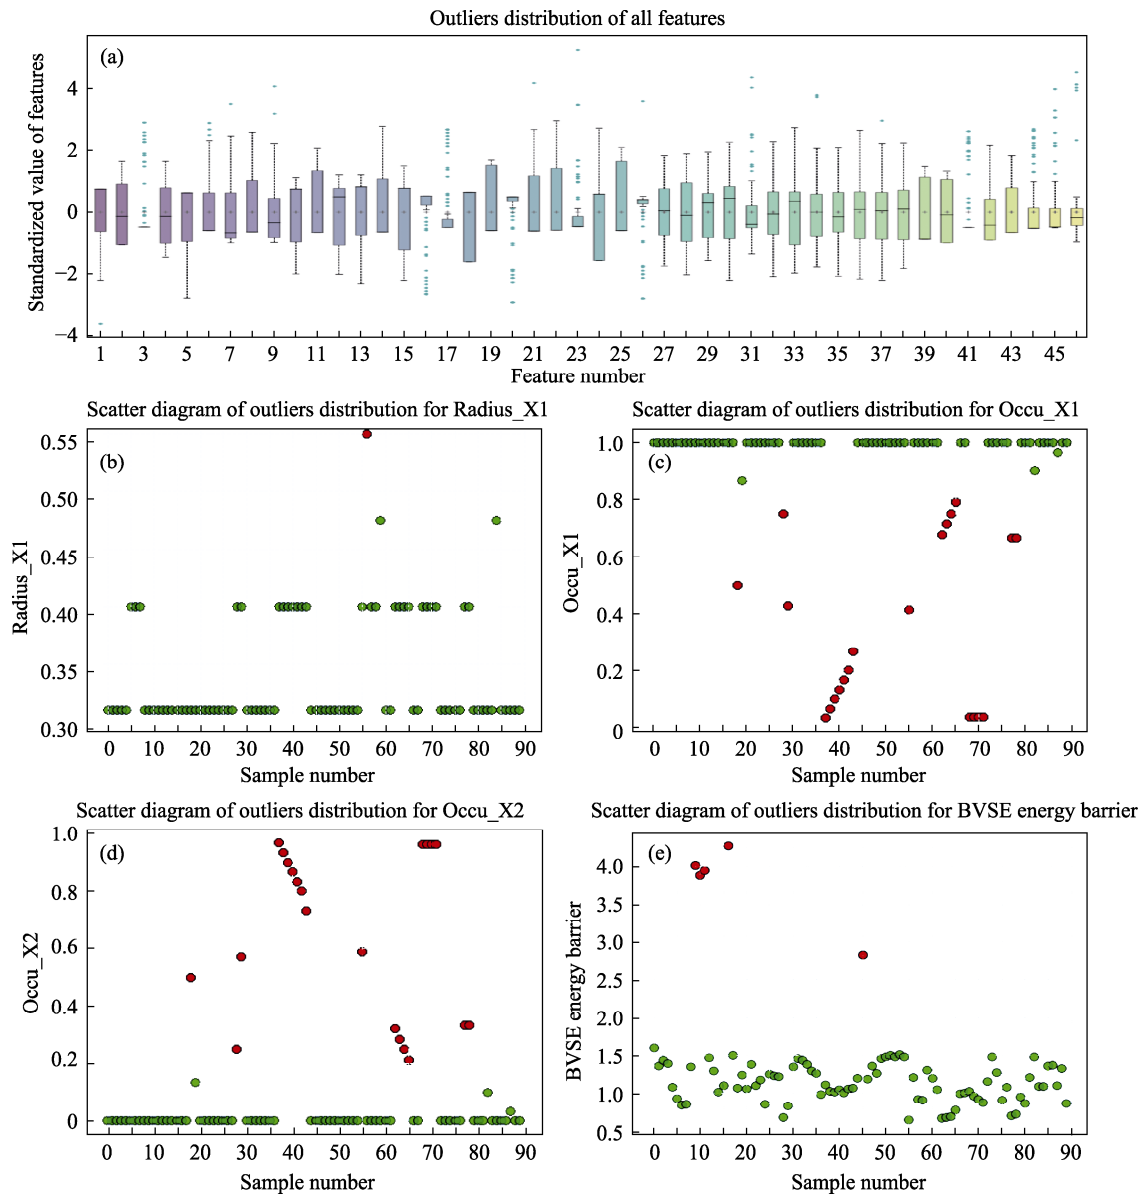 Outliers distribution of all features
(a)
Standardized value of features
4
2
0
−2
−4
1 3 5 7 9 11 13 15 17 19 21 23 25 27 29 31 33 35 37 39 41 43 45
Feature number
Scatter diagram of outliers distribution for Radius_X1
(b)
Radius_X1
0.55
0.50
0.45
0.40
0.35
0.30
0 10 20 30 40 50 60 70 80 90
Sample number
Scatter diagram of outliers distribution for Occu_X1
(c)
Occu_X1
1.0
0.8
0.6
0.4
0.2
0
0 10 20 30 40 50 60 70 80 90
Sample number
Scatter diagram of outliers distribution for Occu_X2
(d)
Occu_X2
1.0
0.8
0.6
0.4
0.2
0
0 10 20 30 40 50 60 70 80 90
Sample number
Scatter diagram of outliers distribution for BVSE energy barrier
(e)
BVSE energy barrier
4.0
3.5
3.0
2.5
2.0
1.5
1.0
0.5
0 10 20 30 40 50 60 70 80 90
Sample number